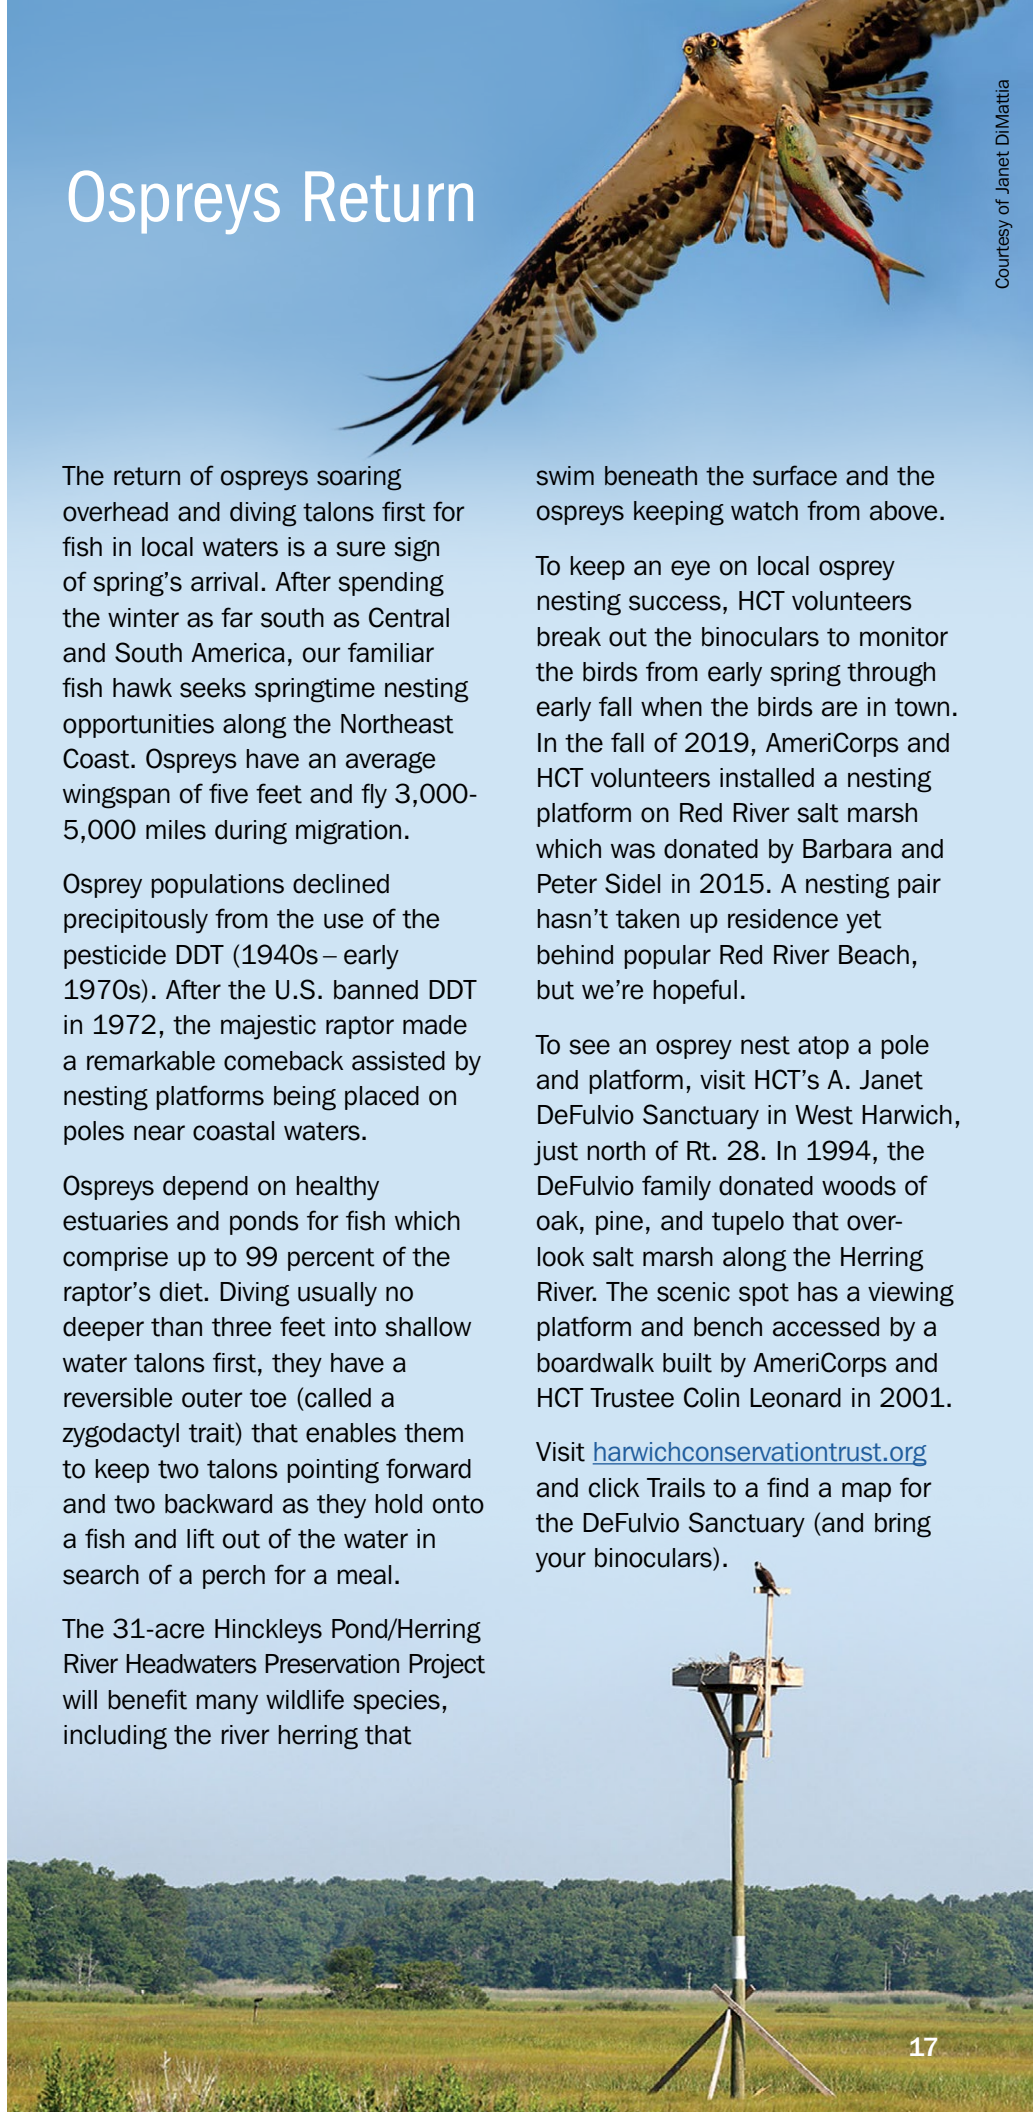 Courtesy of Janet DiMattia
Ospreys Return
The return of ospreys soaring
overhead and diving talons first for
fish in local waters is a sure sign
of spring's arrival. After spending
the winter as far south as Central
and South America, our familiar
fish hawk seeks springtime nesting
opportunities along the Northeast
Coast. Ospreys have an average
wingspan of five feet and fly 3,000-
5,000 miles during migration.
Osprey populations declined
precipitously from the use of the
pesticide DDT (1940s – early
1970s). After the U.S. banned DDT
in 1972, the majestic raptor made
a remarkable comeback assisted by
nesting platforms being placed on
poles near coastal waters.
Ospreys depend on healthy
estuaries and ponds for fish which
comprise up to 99 percent of the
raptor's diet. Diving usually no
deeper than three feet into shallow
water talons first, they have a
reversible outer toe (called a
zygodactyl trait) that enables them
to keep two talons pointing forward
and two backward as they hold onto
a fish and lift out of the water in
search of a perch for a meal.
The 31-acre Hinckleys Pond/Herring
River Headwaters Preservation Project
will benefit many wildlife species,
including the river herring that
swim beneath the surface and the
ospreys keeping watch from above.
To keep an eye on local osprey
nesting success, HCT volunteers
break out the binoculars to monitor
the birds from early spring through
early fall when the birds are in town.
In the fall of 2019, AmeriCorps and
HCT volunteers installed a nesting
platform on Red River salt marsh
which was donated by Barbara and
Peter Sidel in 2015. A nesting pair
hasn't taken up residence yet
behind popular Red River Beach,
but we're hopeful.
To see an osprey nest atop a pole
and platform, visit HCT's A. Janet
DeFulvio Sanctuary in West Harwich,
just north of Rt. 28. In 1994, the
DeFulvio family donated woods of
oak, pine, and tupelo that over-
look salt marsh along the Herring
River. The scenic spot has a viewing
platform and bench accessed by a
boardwalk built by AmeriCorps and
HCT Trustee Colin Leonard in 2001.
Visit harwichconservationtrust.org
and click Trails to a find a map for
the DeFulvio Sanctuary (and bring
your binoculars).
17